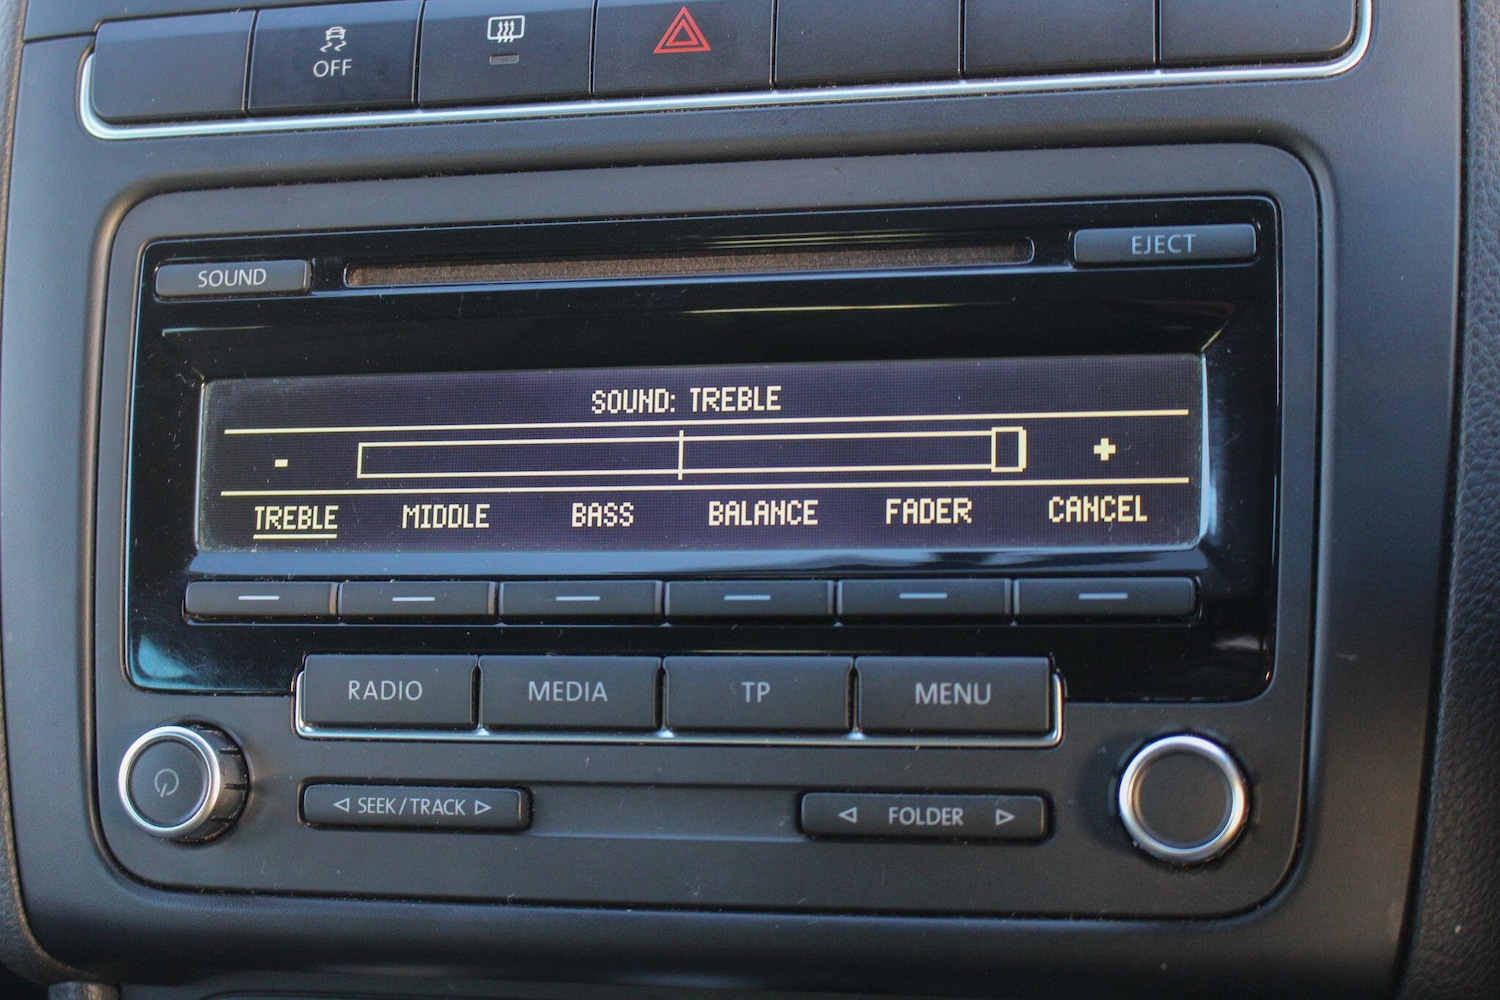 OFF
SOUND
EJECT
SOUND: TREBLE
- +
TREBLE MIDDLE BASS BALANCE FADER CANCEL
RADIO MEDIA TP MENU
SEEK/TRACK
FOLDER